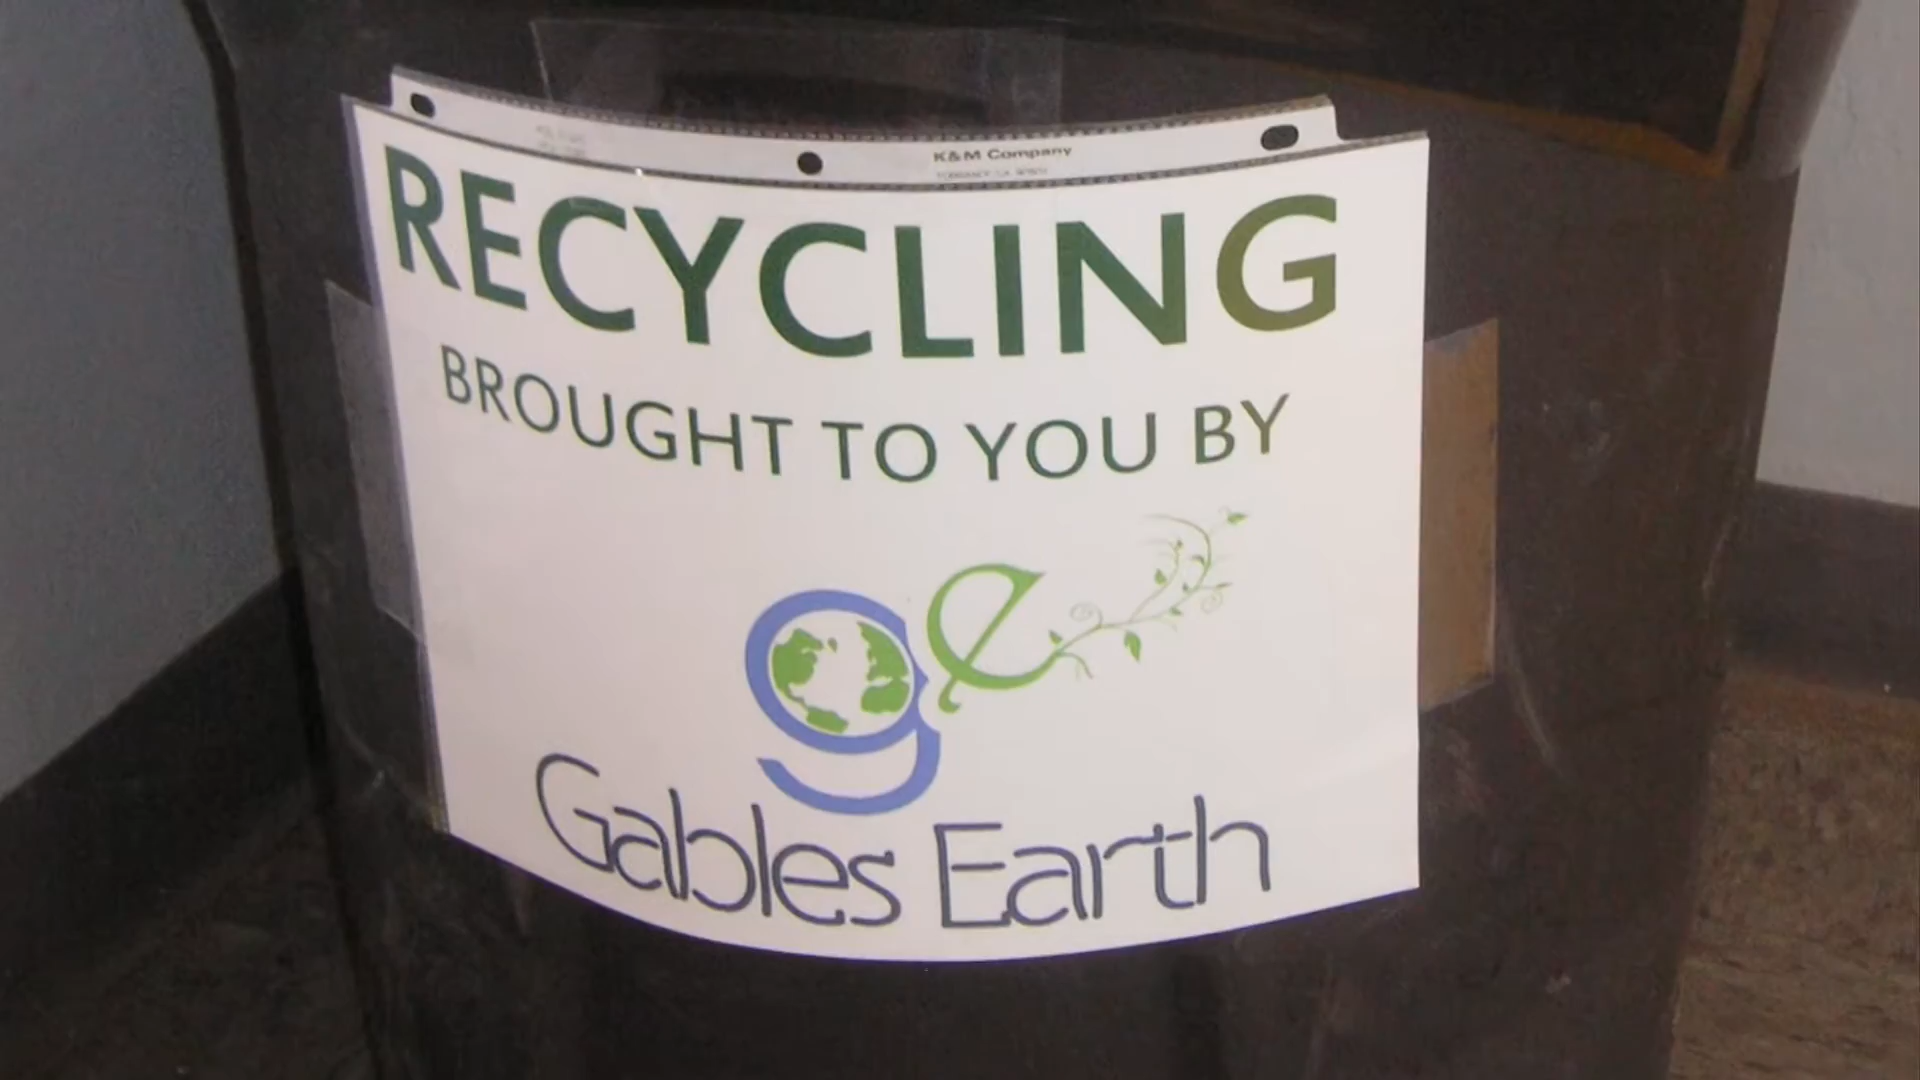 K&M Company
RECYCLING
BROUGHT TO YOU BY
ge
Gables Earth